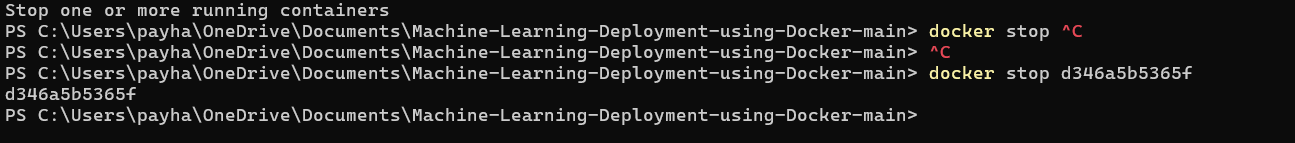 Stop one or more running containers
PS C:\Users\payha\OneDrive\Documents\Machine-Learning-Deployment-using-Docker-main> docker stop ^C
PS C:\Users\payha\OneDrive\Documents\Machine-Learning-Deployment-using-Docker-main> ^C
PS C:\Users\payha\OneDrive\Documents\Machine-Learning-Deployment-using-Docker-main> docker stop d346a5b5365f
d346a5b5365f
PS C:\Users\payha\OneDrive\Documents\Machine-Learning-Deployment-using-Docker-main>